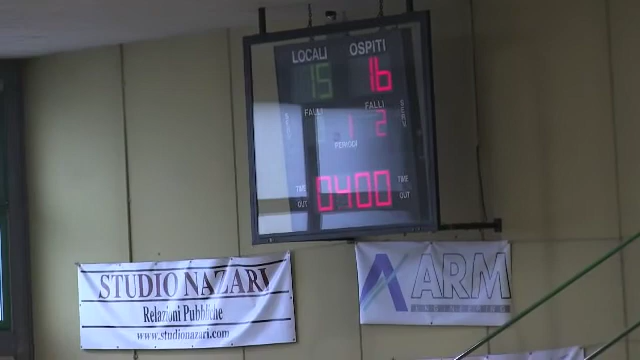 LOCALI OSPITI
15 16
FALLI FALLI
1 2
PERIODI
TIME TIME
OUT OUT
0400
STUDIO NAZARI
Relazioni Pubbliche
www.studionazari.com
ARM
ENGINEERING